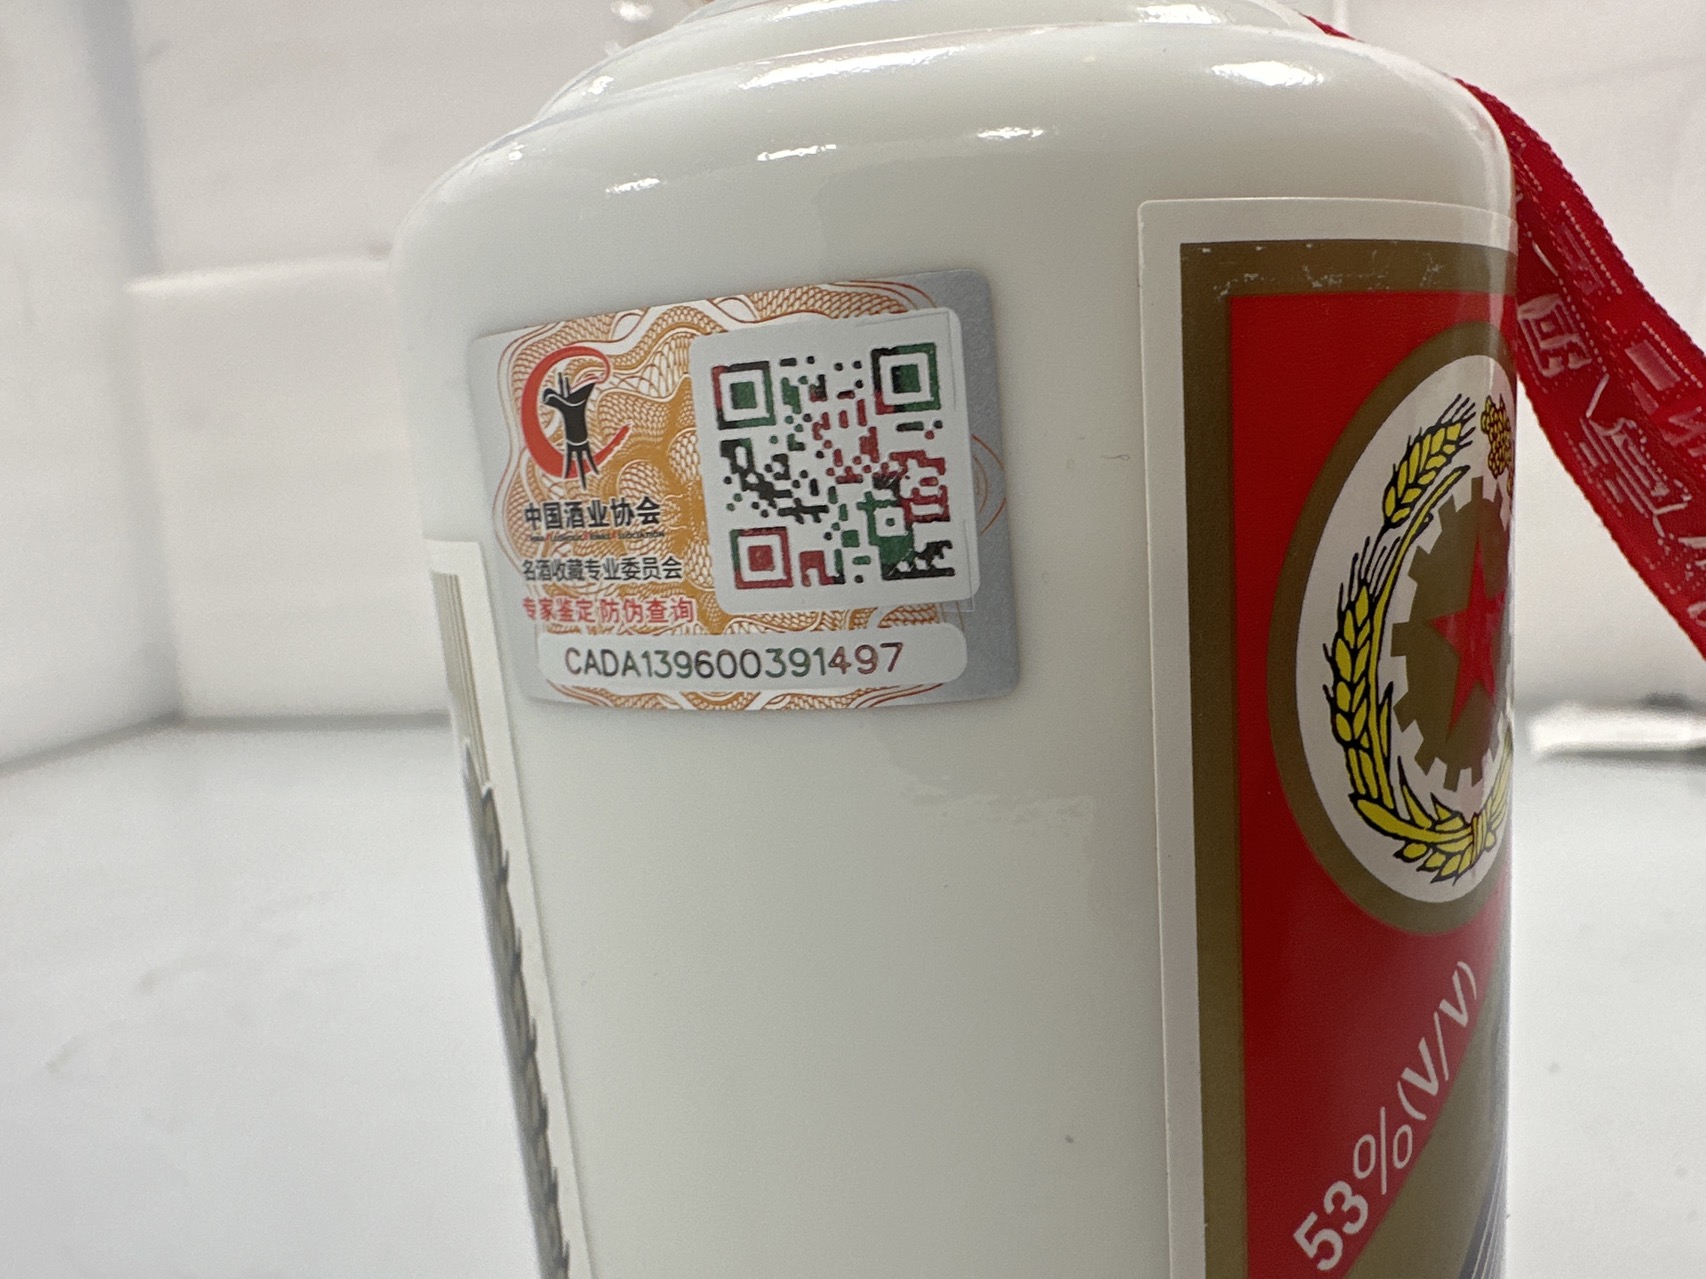 中国酒业协会
名酒收藏专业委员会
专家鉴定 防伪查询
CADA139600391497
53%(V/V)